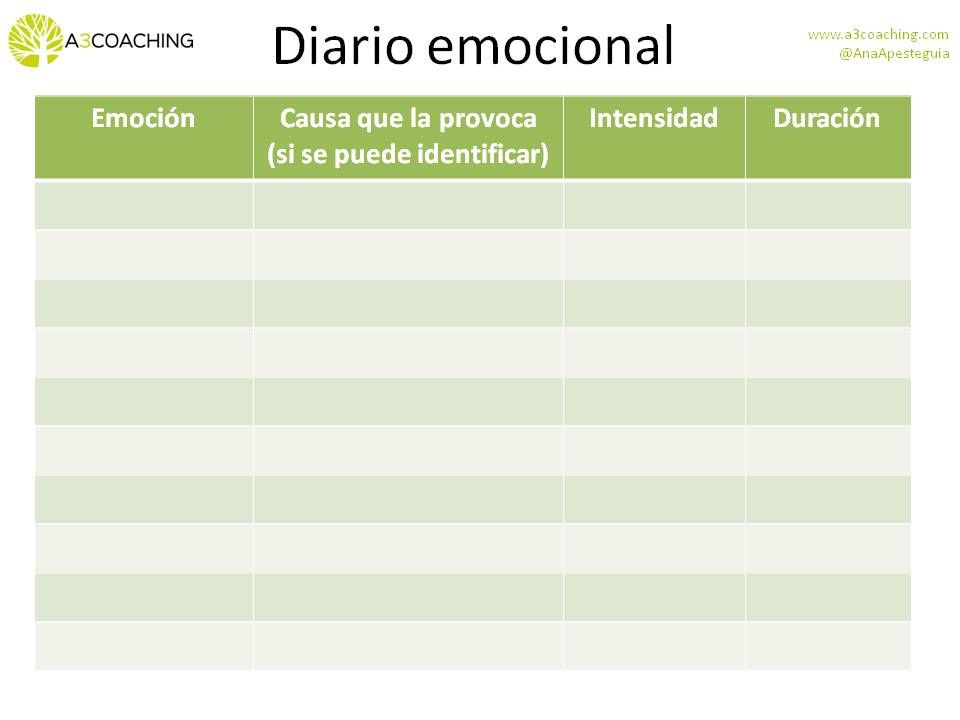 A3COACHING
Diario emocional
www.a3coaching.com
@AnaApesteguia
Emoción
Causa que la provoca
(si se puede identificar)
Intensidad
Duración